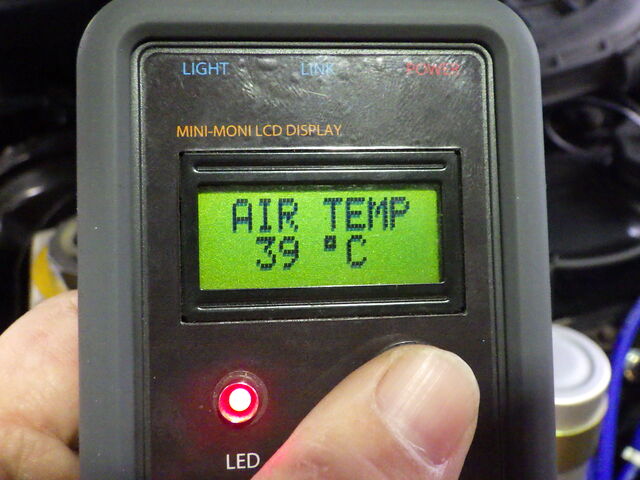 LIGHT LINK POWER
MINI-MONI LCD DISPLAY
AIR TEMP
39 °C
LED